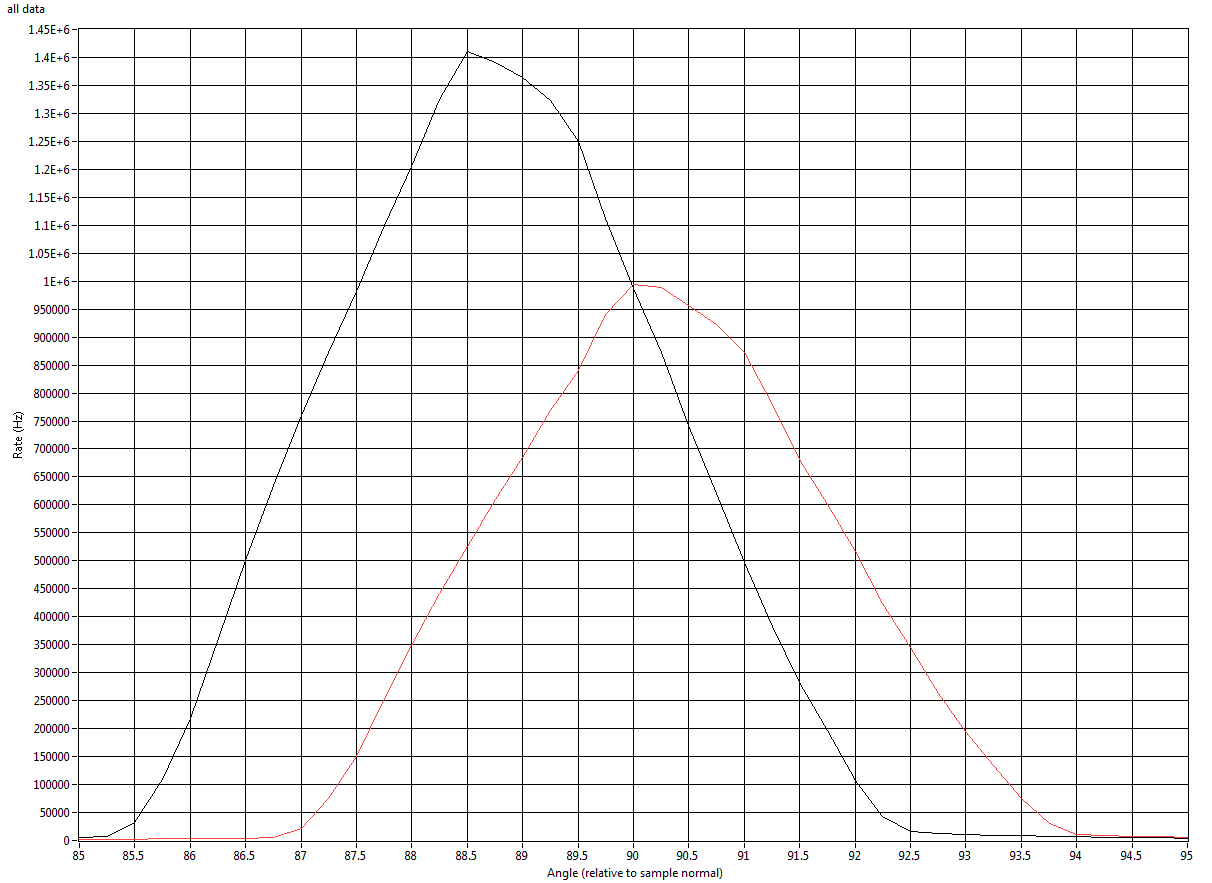 all data
1.45E+6
1.4E+6
1.35E+6
1.3E+6
1.25E+6
1.2E+6
1.15E+6
1.1E+6
1.05E+6
1E+6
950000
900000
850000
800000
750000
700000
650000
600000
550000
500000
450000
400000
350000
300000
250000
200000
150000
100000
50000
0
Rate (Hz)
85 85.5 86 86.5 87 87.5 88 88.5 89 89.5 90 90.5 91 91.5 92 92.5 93 93.5 94 94.5 95
Angle (relative to sample normal)